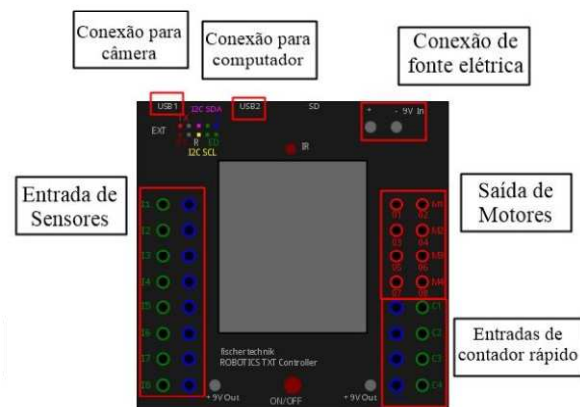 Conexão para
câmera
Conexão para
computador
Conexão de
fonte elétrica
USB1
I2C SDA
USB2
SD
+ - 9V In
EXT
R
I2C SCL
IR
Entrada de
Sensores
Saída de
Motores
I1
I2
I3
I4
I5
I6
I7
I8
M1
O1 O2
M2
O3 O4
M3
O5 O6
M4
O7 O8
C1
C2
C3
C4
Entradas de
contador rápido
fischertechnik
ROBOTICS TXT Controller
+ 9V Out
ON/OFF
+ 9V Out